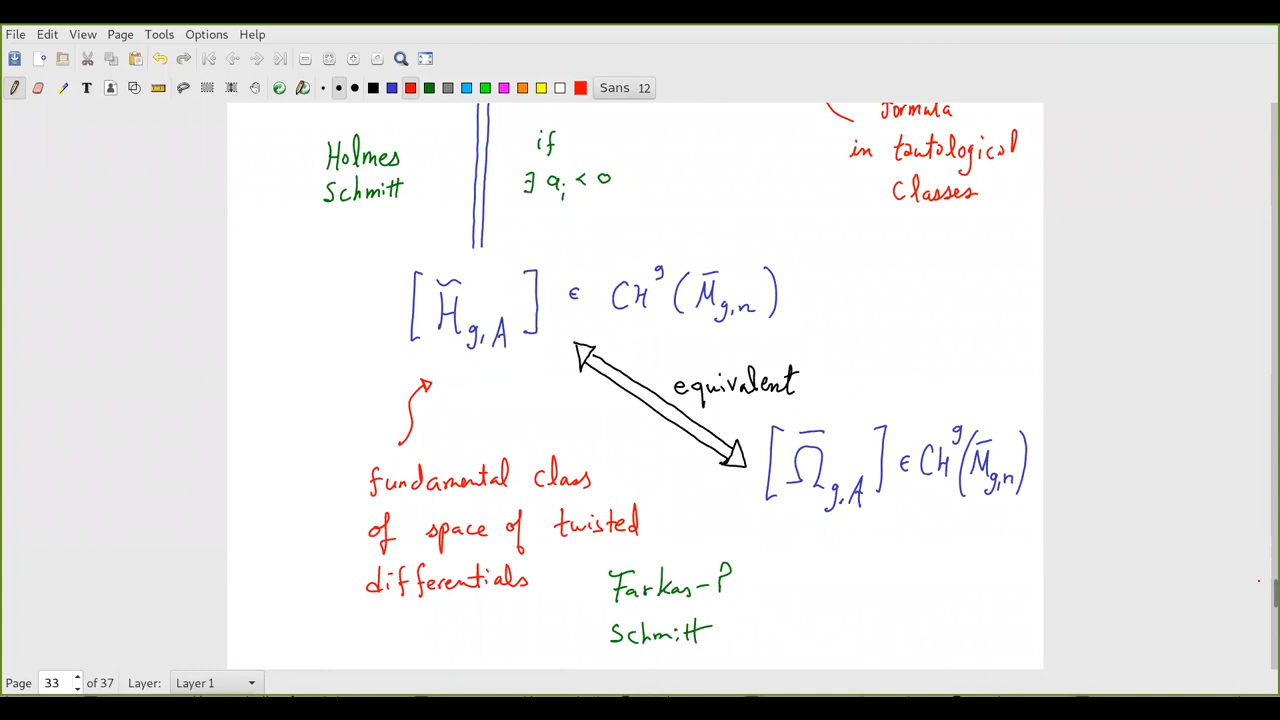 File Edit View Page Tools Options Help
Sans 12
Holmes
Schmitt
if
∃ aᵢ < 0
formula
in tautological
Classes
[H̃_{g,A}] ∈ CH^g(M̄_{g,n})
equivalent
[Ω̄_{g,A}] ∈ CH^g(M̄_{g,n})
fundamental class
of space of twisted
differentials
Farkas-P
Schmitt
Page 33 of 37 Layer: Layer 1